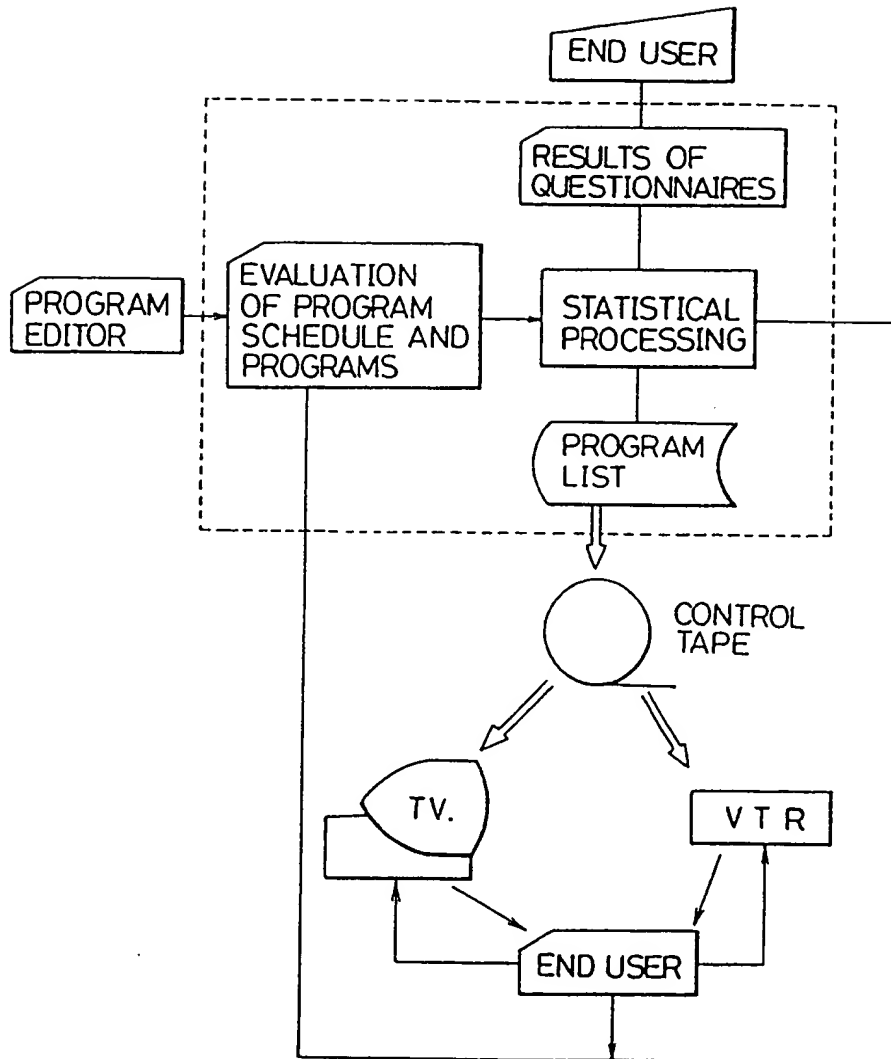 END USER
RESULTS OF
QUESTIONNAIRES
PROGRAM
EDITOR
EVALUATION
OF PROGRAM
SCHEDULE AND
PROGRAMS
STATISTICAL
PROCESSING
PROGRAM
LIST
CONTROL
TAPE
TV.
VTR
END USER